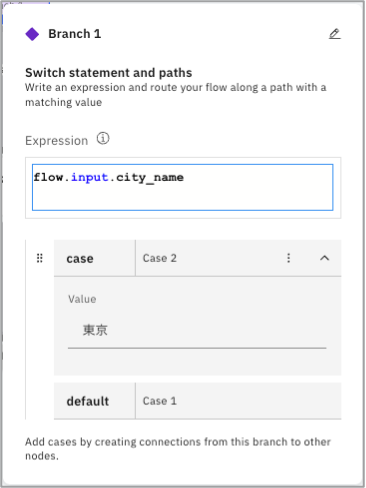 Branch 1
Switch statement and paths
Write an expression and route your flow along a path with a
matching value
Expression
flow.input.city_name
case Case 2
Value
東京
default Case 1
Add cases by creating connections from this branch to other
nodes.